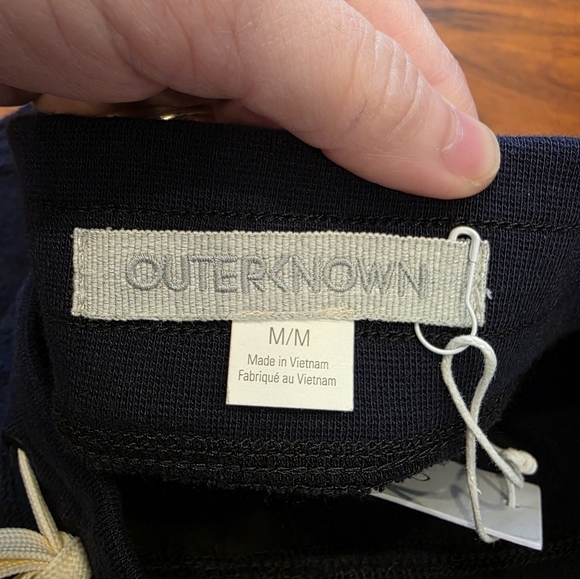 OUTERKNOWN
M/M
Made in Vietnam
Fabriqué au Vietnam